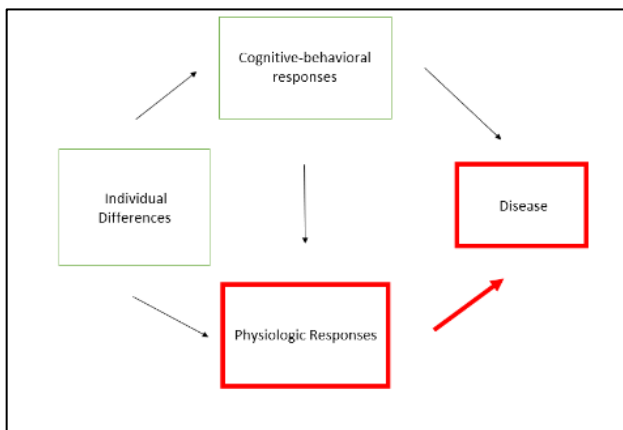 Cognitive-behavioral
responses
Individual
Differences
Disease
Physiologic Responses